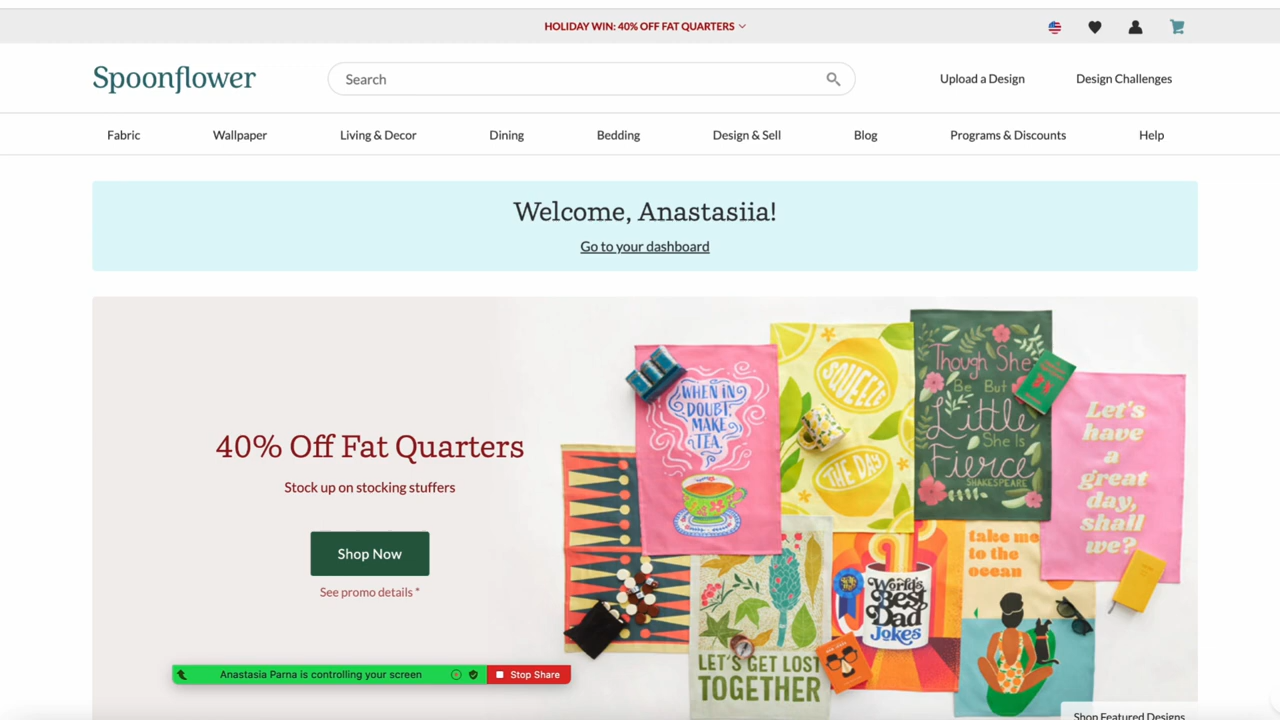 HOLIDAY WIN: 40% OFF FAT QUARTERS
Spoonflower
Search
Upload a Design
Design Challenges
Fabric
Wallpaper
Living & Decor
Dining
Bedding
Design & Sell
Blog
Programs & Discounts
Help
Welcome, Anastasiia!
Go to your dashboard
40% Off Fat Quarters
Stock up on stocking stuffers
Shop Now
See promo details *
WHEN IN
DOUBT,
MAKE
TEA.
SQUEEZE
THE DAY
Though She
Be But
Little
She Is
Fierce
SHAKESPEARE
Let's
have
a
great
day,
shall
we?
LET'S GET LOST
TOGETHER
World's
Best
Dad
Jokes
take me
to the
ocean
Anastasia Parna is controlling your screen
Stop Share
Shop Featured Designs